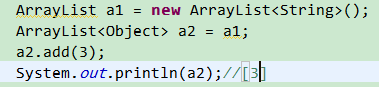 ArrayList a1 = new ArrayList<String>();
ArrayList<Object> a2 = a1;
a2.add(3);
System.out.println(a2);//[3]